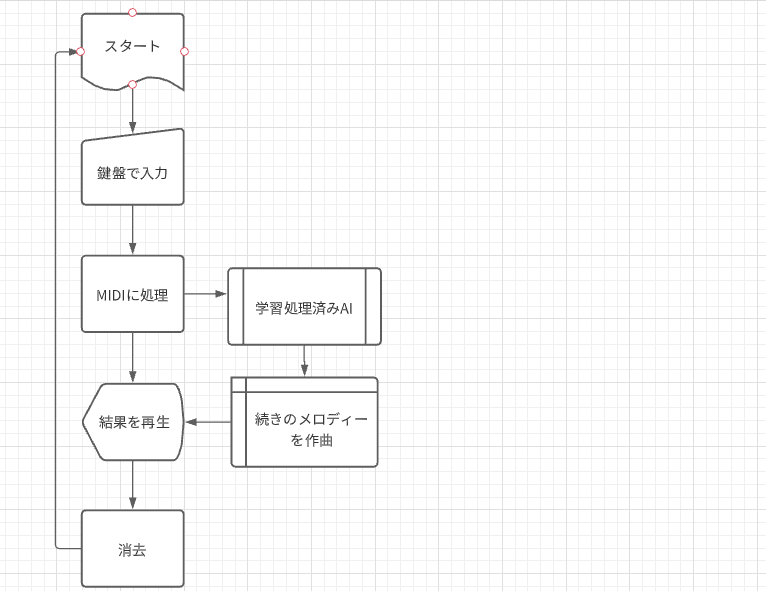 スタート
鍵盤で入力
MIDIに処理
学習処理済みAI
結果を再生
続きのメロディー
を作曲
消去